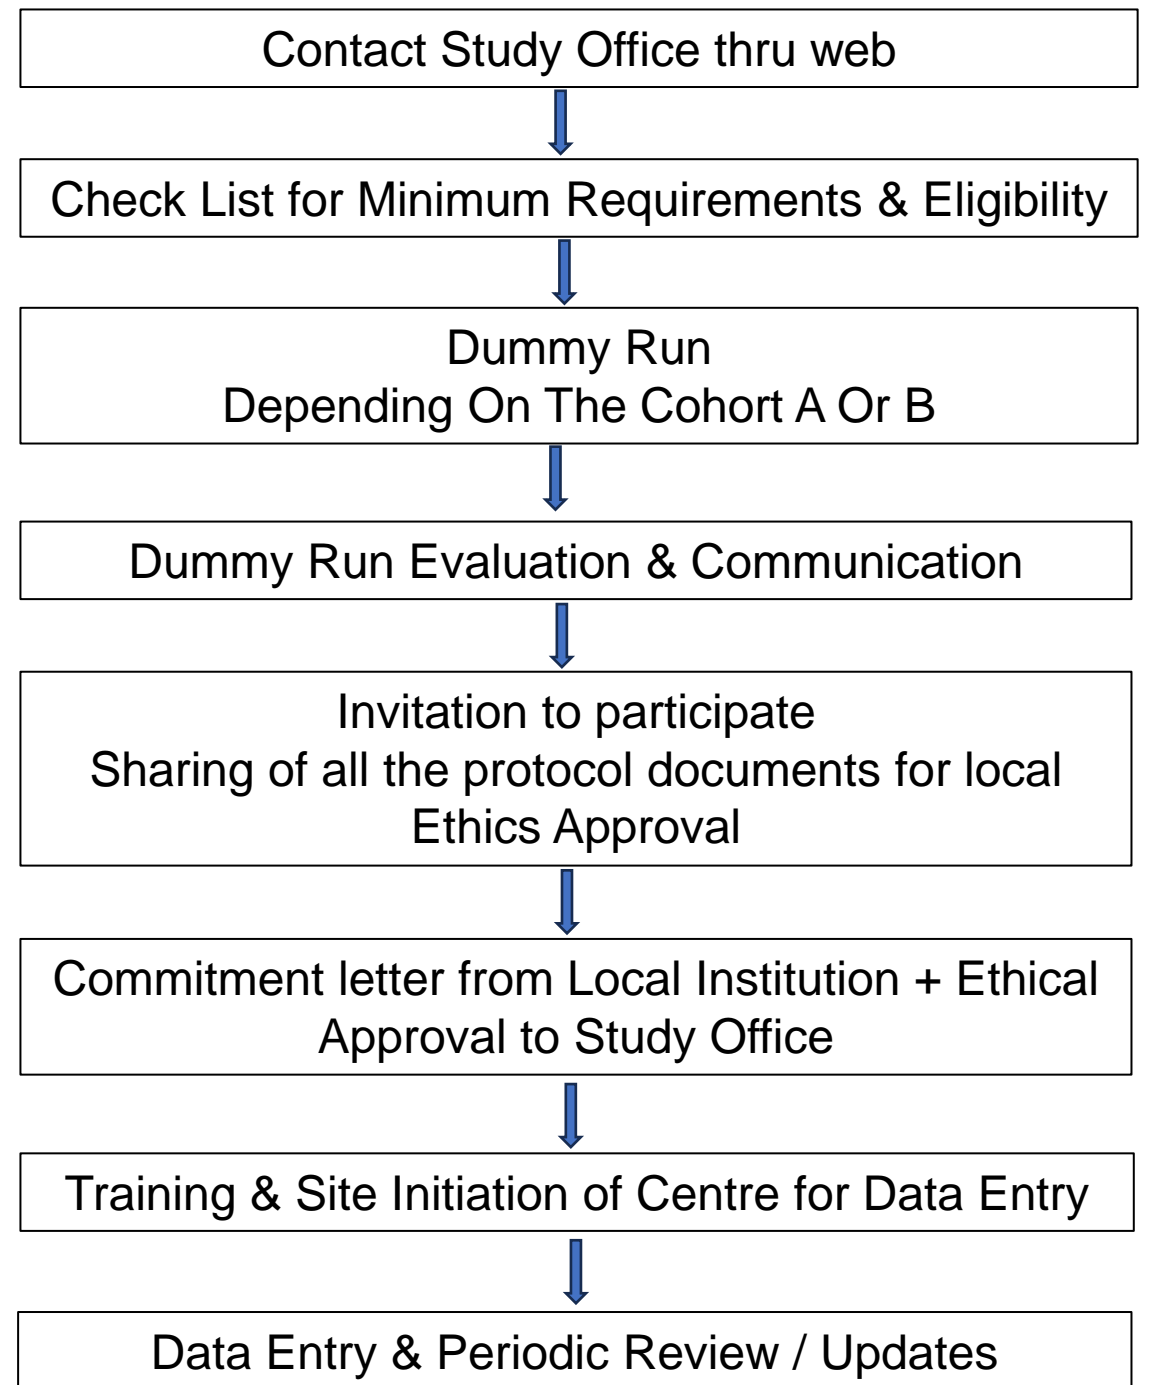 Contact Study Office thru web
Check List for Minimum Requirements & Eligibility
Dummy Run
Depending On The Cohort A Or B
Dummy Run Evaluation & Communication
Invitation to participate
Sharing of all the protocol documents for local
Ethics Approval
Commitment letter from Local Institution + Ethical
Approval to Study Office
Training & Site Initiation of Centre for Data Entry
Data Entry & Periodic Review / Updates